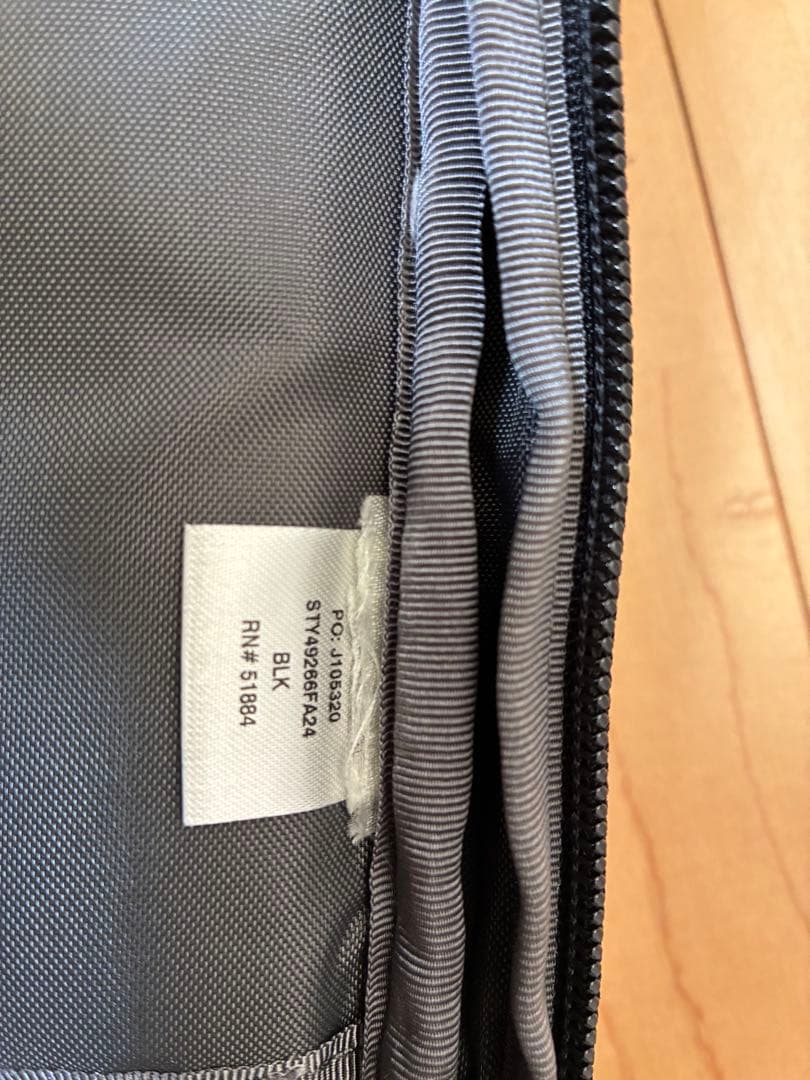 PO: J105320
STY49266FA24
BLK
RN# 51884